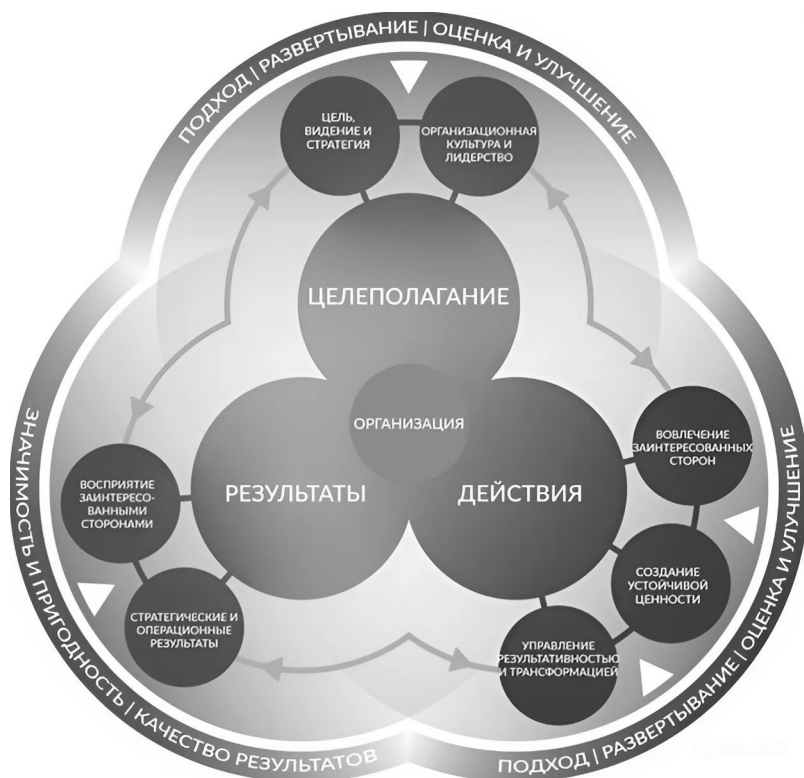 ПОДХОД | РАЗВЕРТЫВАНИЕ | ОЦЕНКА И УЛУЧШЕНИЕ
ЦЕЛЬ,
ВИДЕНИЕ И
СТРАТЕГИЯ
ОРГАНИЗАЦИОННАЯ
КУЛЬТУРА И
ЛИДЕРСТВО
ЦЕЛЕПОЛАГАНИЕ
ОРГАНИЗАЦИЯ
РЕЗУЛЬТАТЫ
ДЕЙСТВИЯ
ВОВЛЕЧЕНИЕ
ЗАИНТЕРЕСОВАННЫХ
СТОРОН
СОЗДАНИЕ
УСТОЙЧИВОЙ
ЦЕННОСТИ
УПРАВЛЕНИЕ
РЕЗУЛЬТАТИВНОСТЬЮ
И ТРАНСФОРМАЦИЕЙ
ПОДХОД | РАЗВЕРТЫВАНИЕ | ОЦЕНКА И УЛУЧШЕНИЕ
ВОСПРИЯТИЕ
ЗАИНТЕРЕСО-
ВАННЫМИ
СТОРОНАМИ
СТРАТЕГИЧЕСКИЕ И
ОПЕРАЦИОННЫЕ
РЕЗУЛЬТАТЫ
ЗНАЧИМОСТЬ И ПРИГОДНОСТЬ | КАЧЕСТВО РЕЗУЛЬТАТОВ